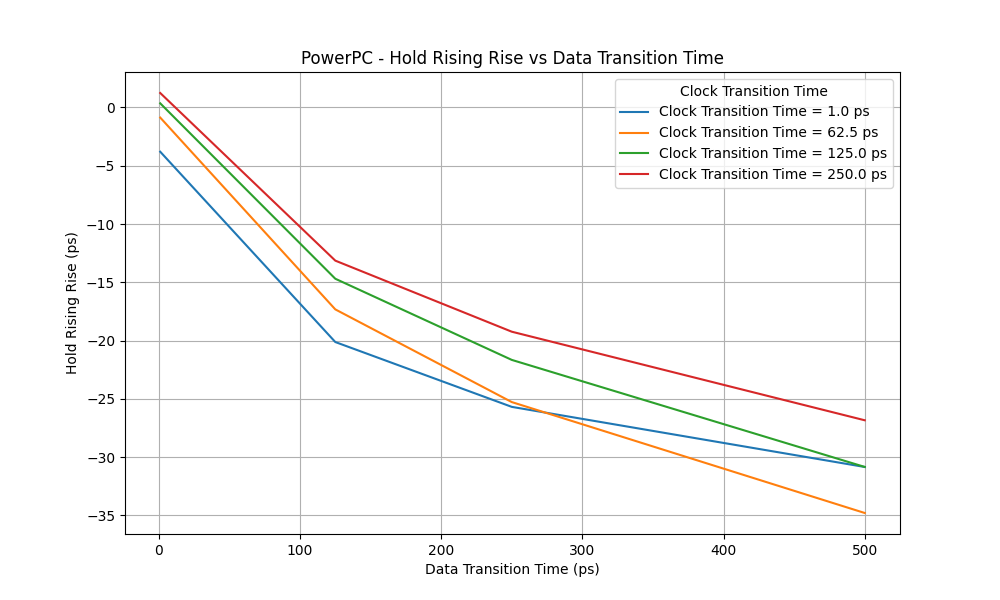 PowerPC - Hold Rising Rise vs Data Transition Time
Clock Transition Time
Clock Transition Time = 1.0 ps
Clock Transition Time = 62.5 ps
Clock Transition Time = 125.0 ps
Clock Transition Time = 250.0 ps
Hold Rising Rise (ps)
0
−5
−10
−15
−20
−25
−30
−35
0 100 200 300 400 500
Data Transition Time (ps)